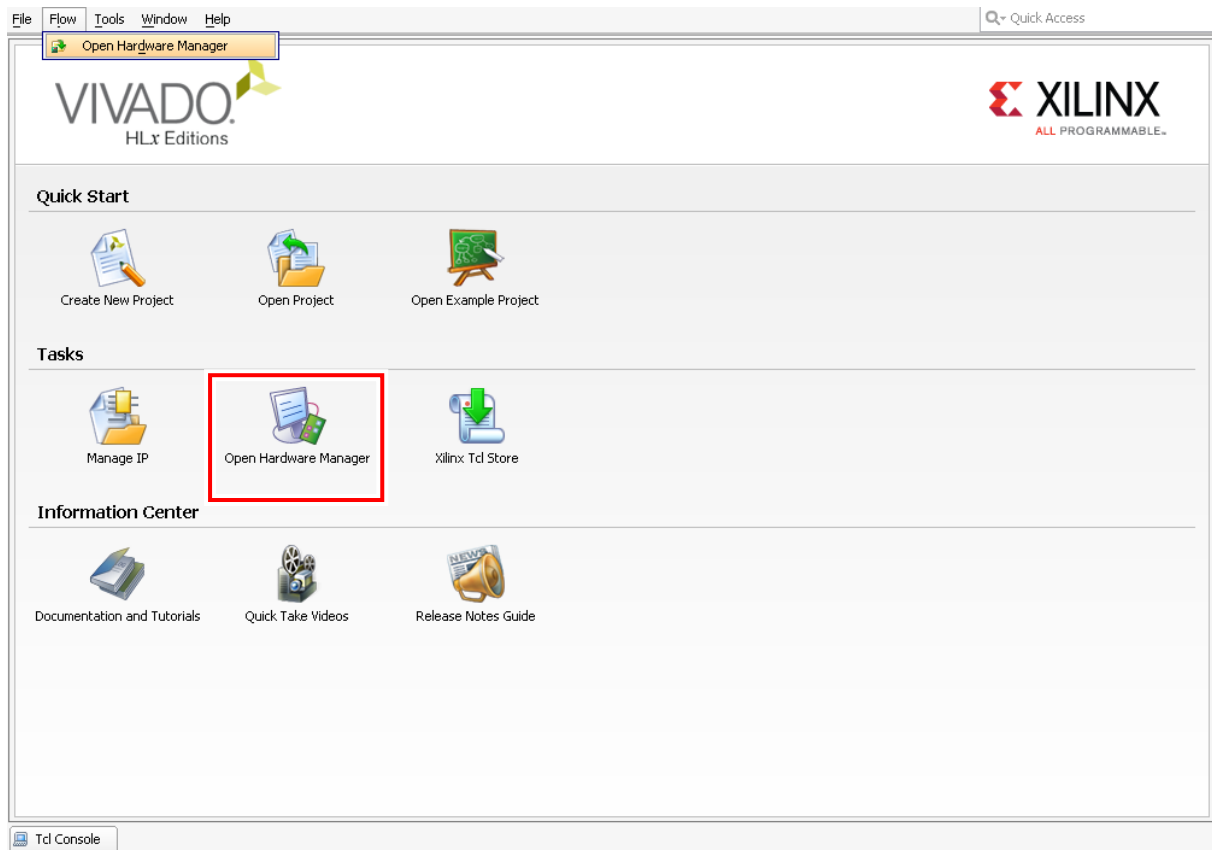 File Flow Tools Window Help Quick Access
Open Hardware Manager
VIVADO.
HLx Editions
XILINX
ALL PROGRAMMABLE™
Quick Start
Create New Project Open Project Open Example Project
Tasks
Manage IP Open Hardware Manager Xilinx Tcl Store
Information Center
NEWS
Documentation and Tutorials Quick Take Videos Release Notes Guide
Tcl Console